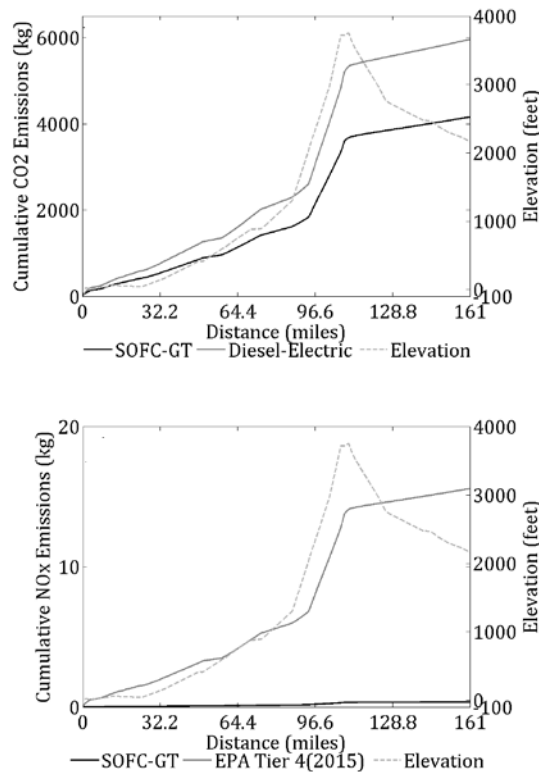 6000
4000
2000
0
Cumulative CO2 Emissions (kg)
4000
3000
2000
1000
0
-100
Elevation (feet)
0 32.2 64.4 96.6 128.8 161
Distance (miles)
SOFC-GT Diesel-Electric Elevation
20
10
0
Cumulative NOx Emissions (kg)
4000
3000
2000
1000
0
-100
Elevation (feet)
0 32.2 64.4 96.6 128.8 161
SOFC-GT EPA Tier 4(2015) Elevation